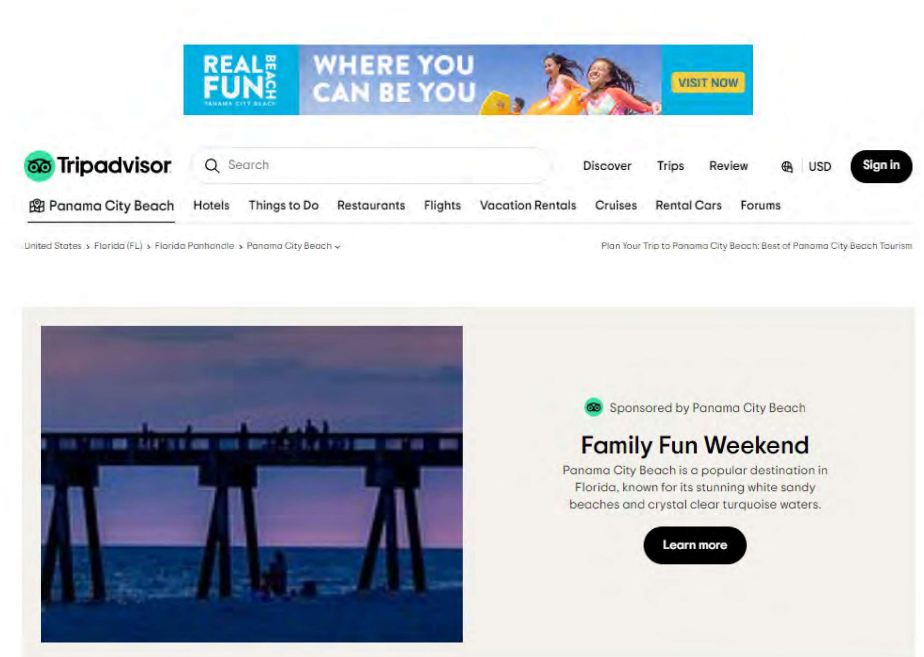 REAL
FUN
BEACH
PANAMA CITY BEACH
WHERE YOU
CAN BE YOU
VISIT NOW
Tripadvisor
Search
Discover Trips Review USD Sign in
Panama City Beach Hotels Things to Do Restaurants Flights Vacation Rentals Cruises Rental Cars Forums
United States > Florida (FL) > Florida Panhandle > Panama City Beach
Plan Your Trip to Panama City Beach: Best of Panama City Beach Tourism
Sponsored by Panama City Beach
Family Fun Weekend
Panama City Beach is a popular destination in
Florida, known for its stunning white sandy
beaches and crystal clear turquoise waters.
Learn more